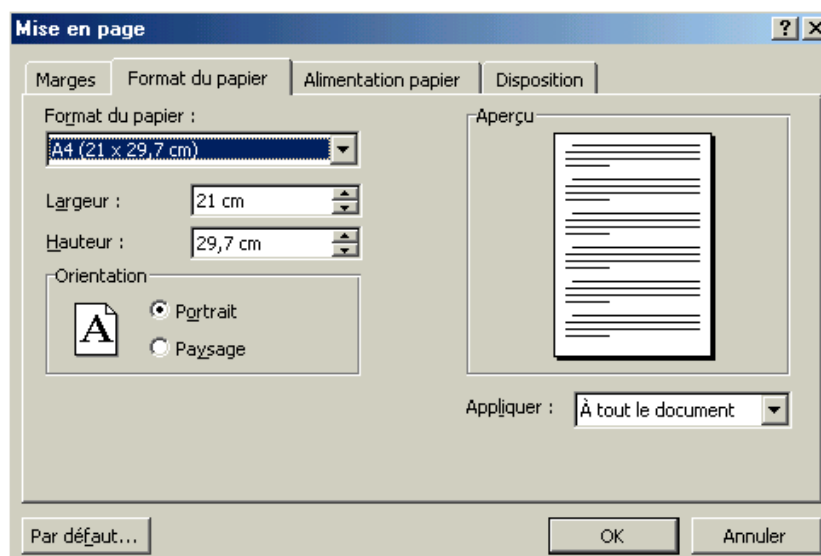 Mise en page
Marges Format du papier Alimentation papier Disposition
Format du papier :
A4 (21 x 29,7 cm)
Largeur : 21 cm
Hauteur : 29,7 cm
Orientation
A
Portrait
Paysage
Aperçu
Appliquer : À tout le document
Par défaut... OK Annuler